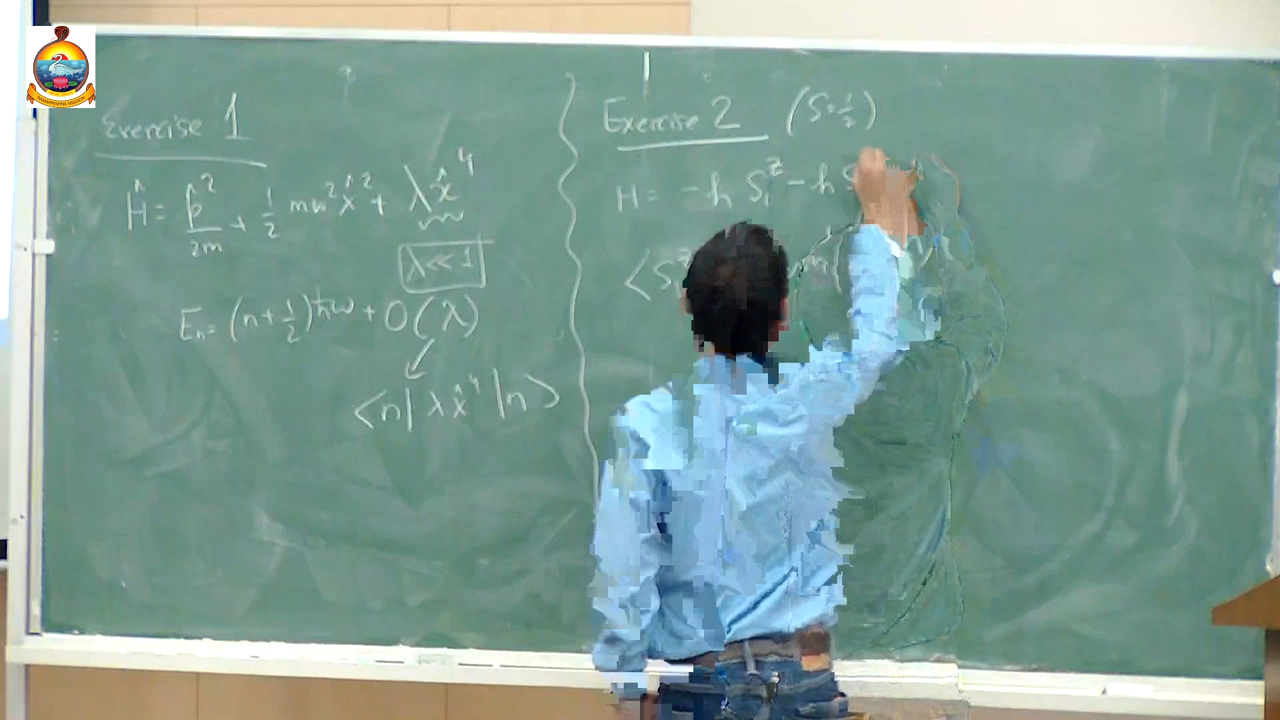 Exercise 1
Ĥ = p̂²/2m + 1/2 mω²x̂² + λx̂⁴
λ << 1
Eₙ = (n + 1/2)ħω + O(λ)
<n| λx̂⁴ |n>
Exercise 2 (S = 1/2)
H = -h S₁ᶻ - h S
<S